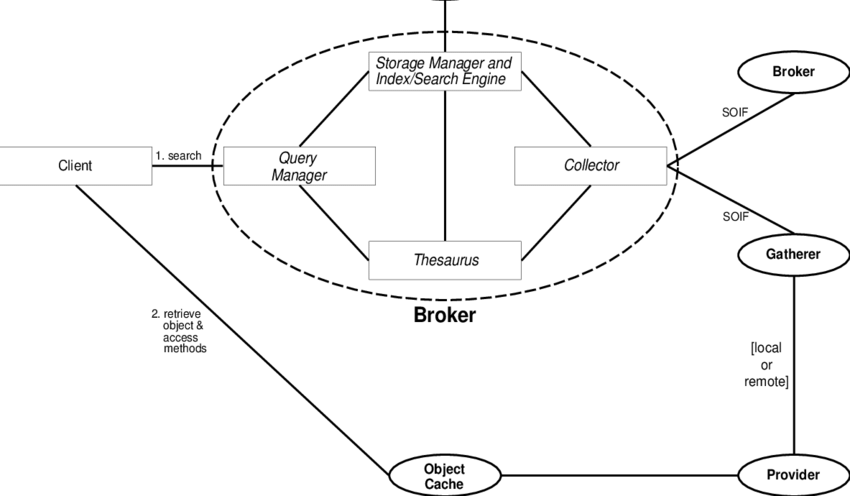 Storage Manager and
Index/Search Engine
Broker
SOIF
1. search
Client
Query
Manager
Collector
SOIF
Thesaurus
Gatherer
Broker
2. retrieve
object &
access
methods
[local
or
remote]
Object
Cache
Provider